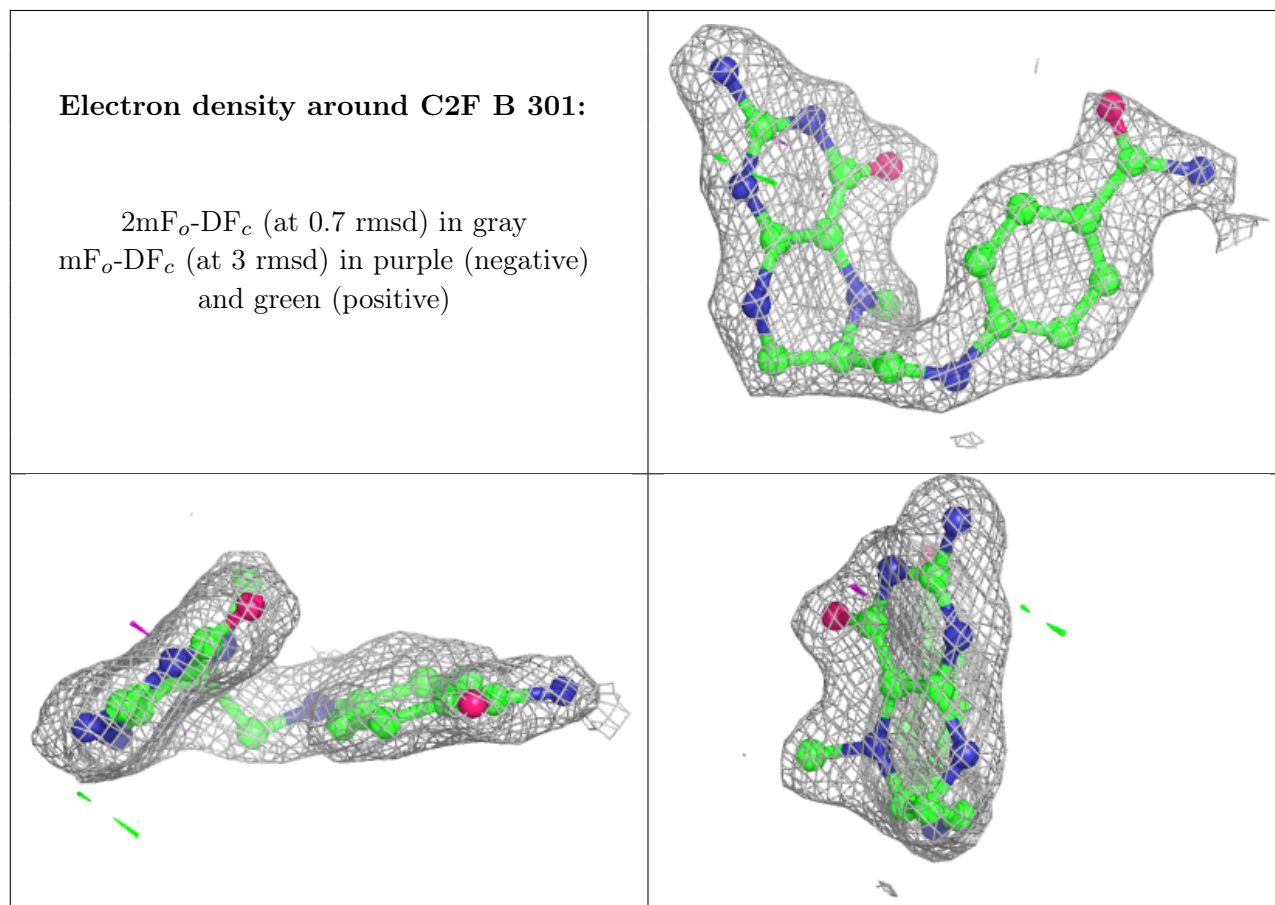 Electron density around C2F B 301:
2mFo-DFc (at 0.7 rmsd) in gray
mFo-DFc (at 3 rmsd) in purple (negative)
and green (positive)